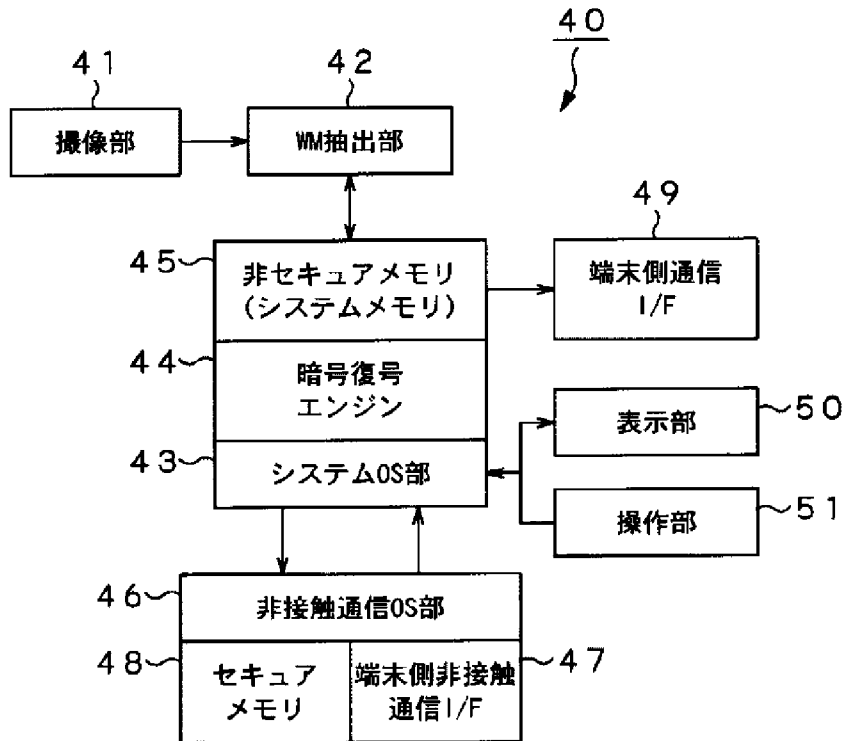 40
41
42
撮像部
WM抽出部
49
45
非セキュアメモリ
(システムメモリ)
端末側通信
I/F
44
暗号復号
エンジン
表示部
50
43
システムOS部
操作部
51
46
非接触通信OS部
48
セキュア
メモリ
端末側非接触
通信I/F
47